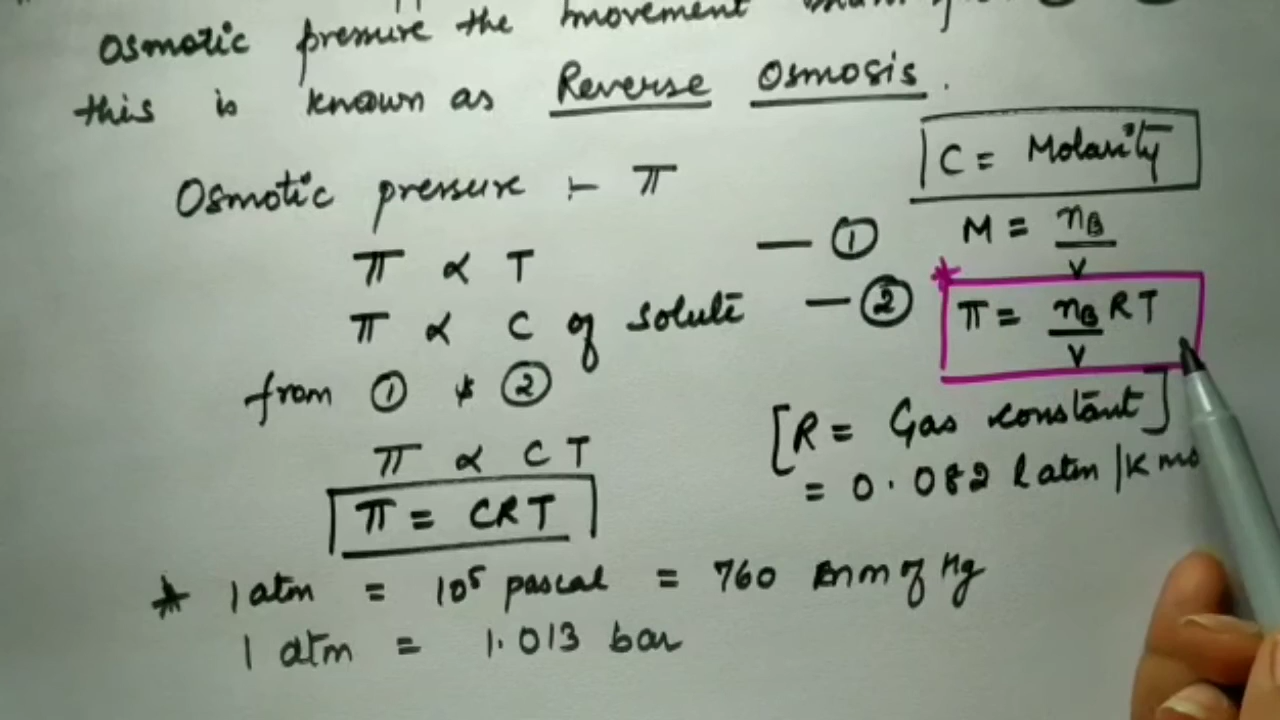 Osmotic pressure the movement
this is known as Reverse Osmosis.
Osmotic pressure :- π
π ∝ T — ①
π ∝ C of solute — ②
from ① & ②
π ∝ C T
π = CRT
C = Molarity
M = nB/V
* π = nB/V RT
[R = Gas constant]
= 0.082 l atm/K
* 1 atm = 10⁵ pascal = 760 mm of Hg
1 atm = 1.013 bar